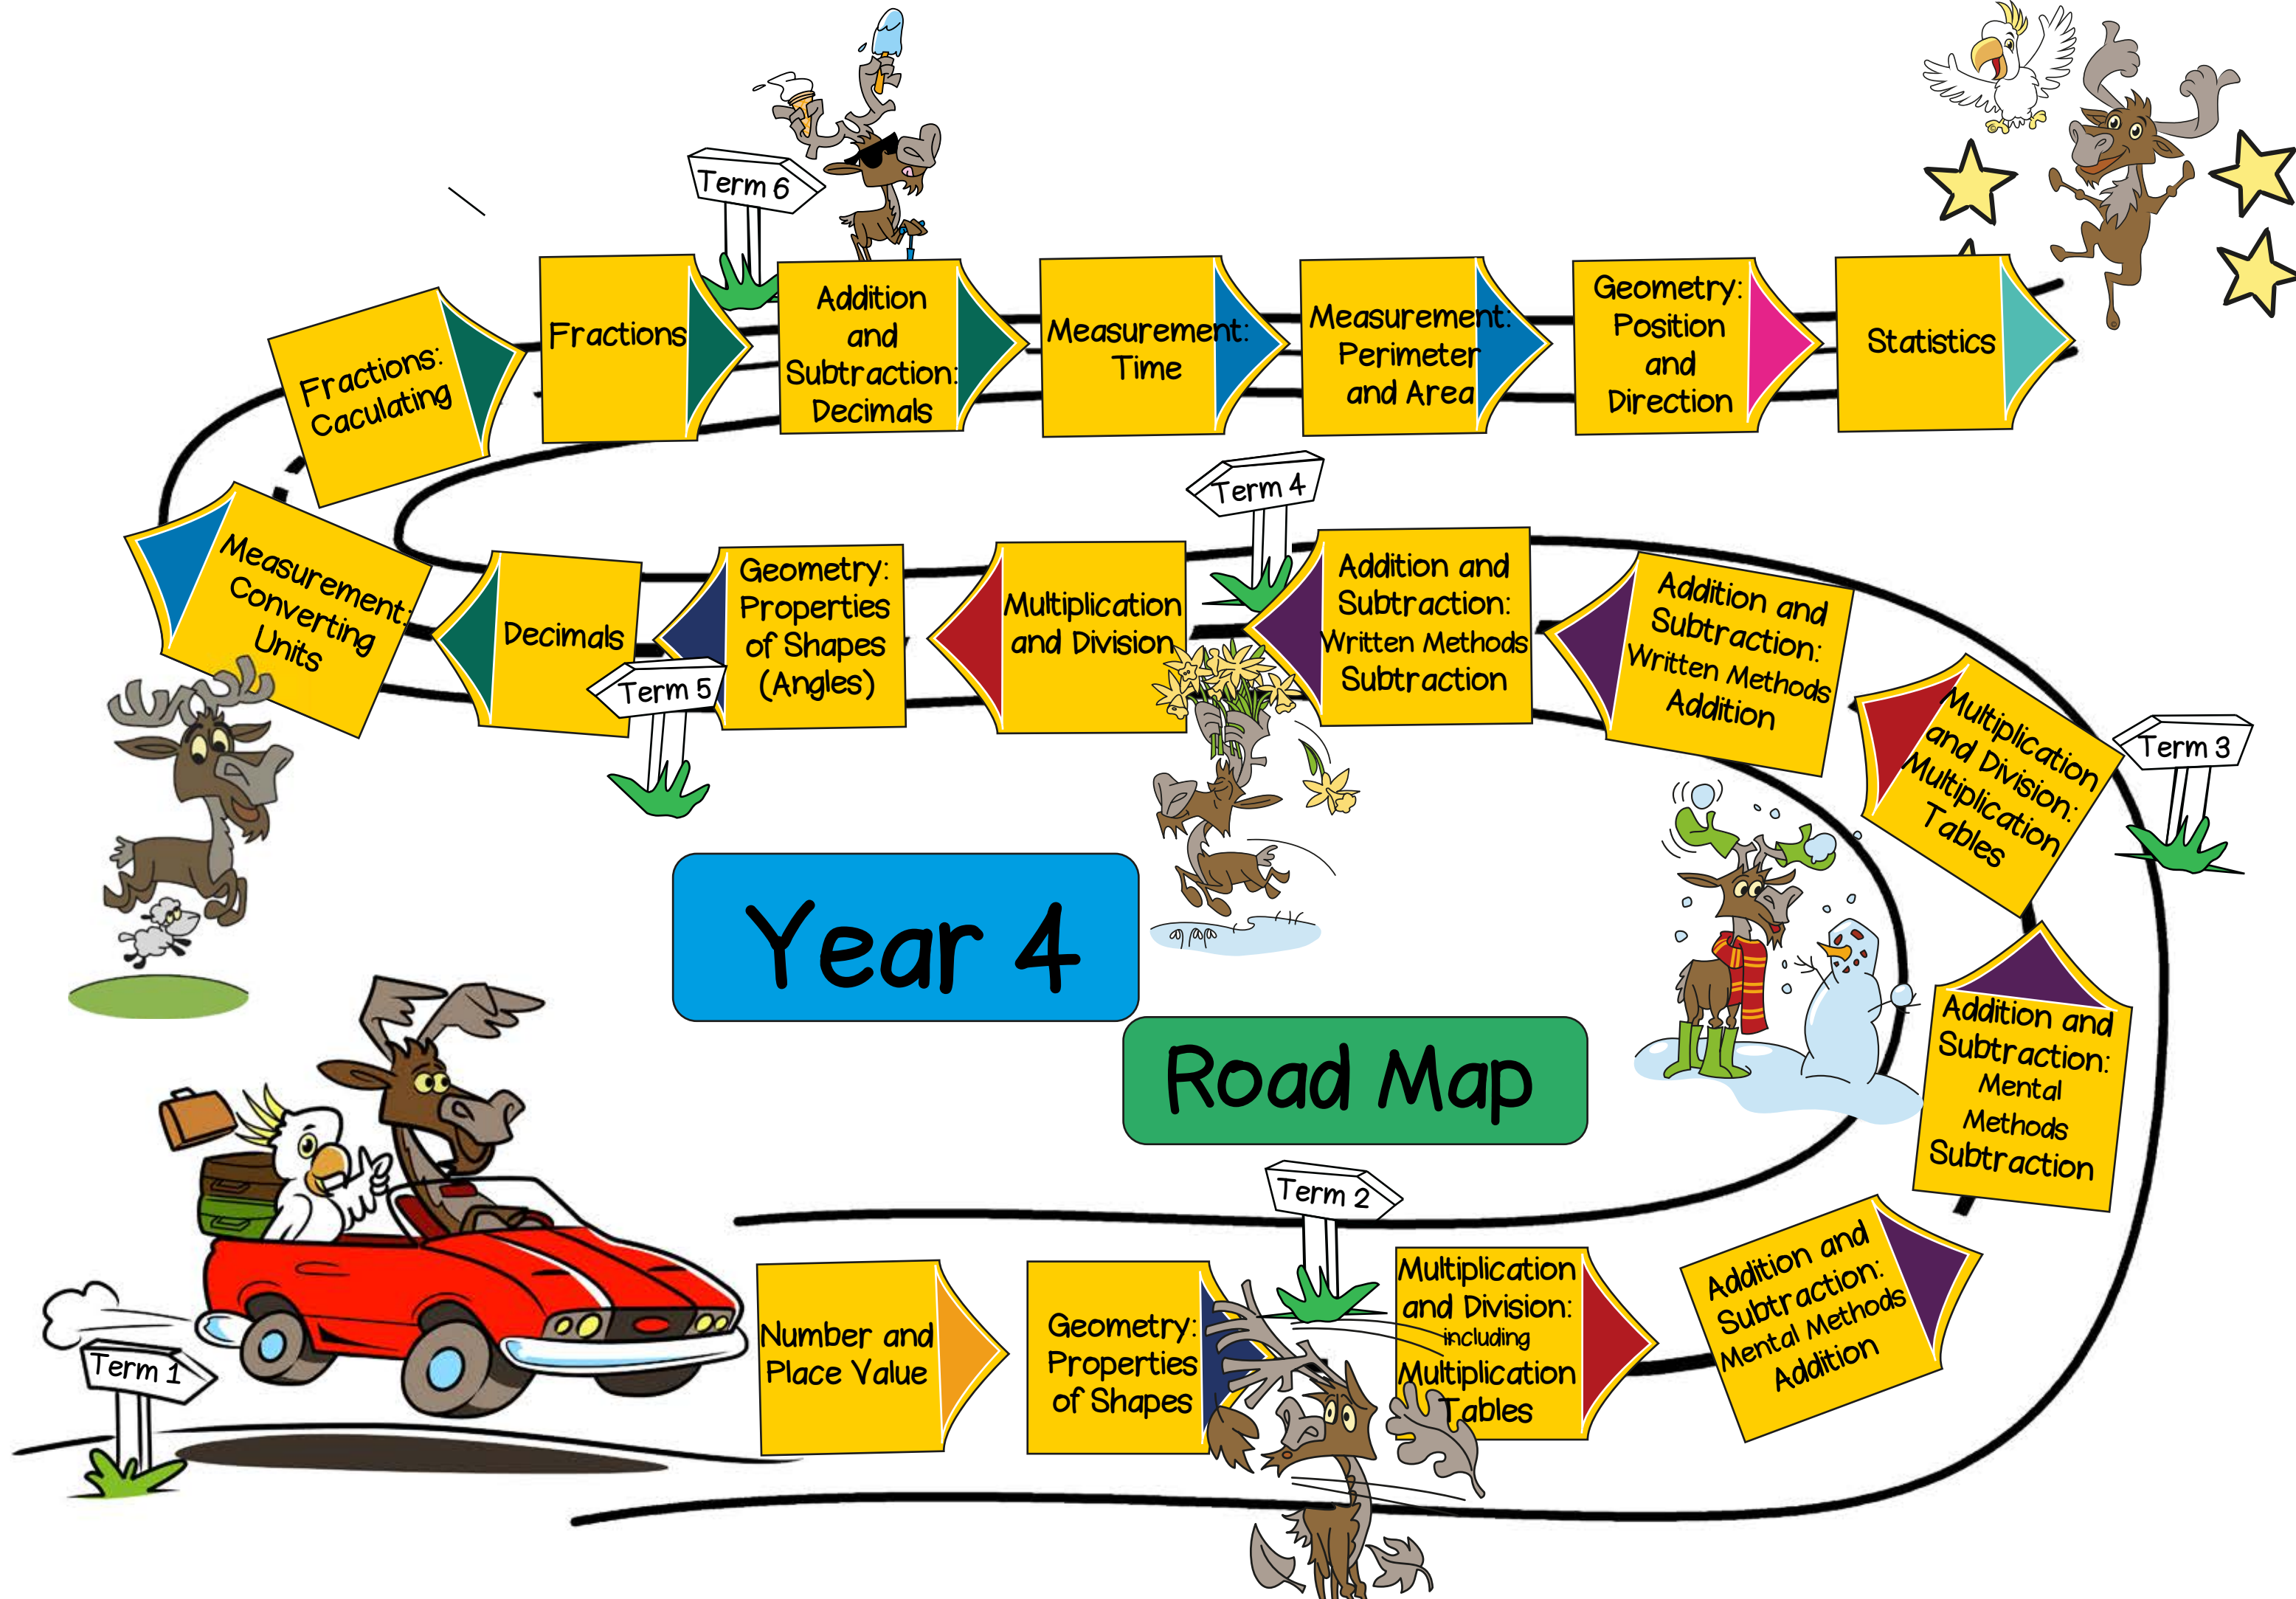 Term 6
Fractions:
Caculating
Fractions
Addition
and
Subtraction:
Decimals
Measurement:
Time
Measurement:
Perimeter
and Area
Geometry:
Position
and
Direction
Statistics
Term 4
Measurement:
Converting
Units
Decimals
Term 5
Geometry:
Properties
of Shapes
(Angles)
Multiplication
and Division
Addition and
Subtraction:
Written Methods
Subtraction
Addition and
Subtraction:
Written Methods
Addition
Multiplication
and Division:
Multiplication
Tables
Term 3
Year 4
Road Map
Addition and
Subtraction:
Mental
Methods
Subtraction
Term 2
Term 1
Number and
Place Value
Geometry:
Properties
of Shapes
Multiplication
and Division:
including
Multiplication
Tables
Addition and
Subtraction:
Mental Methods
Addition